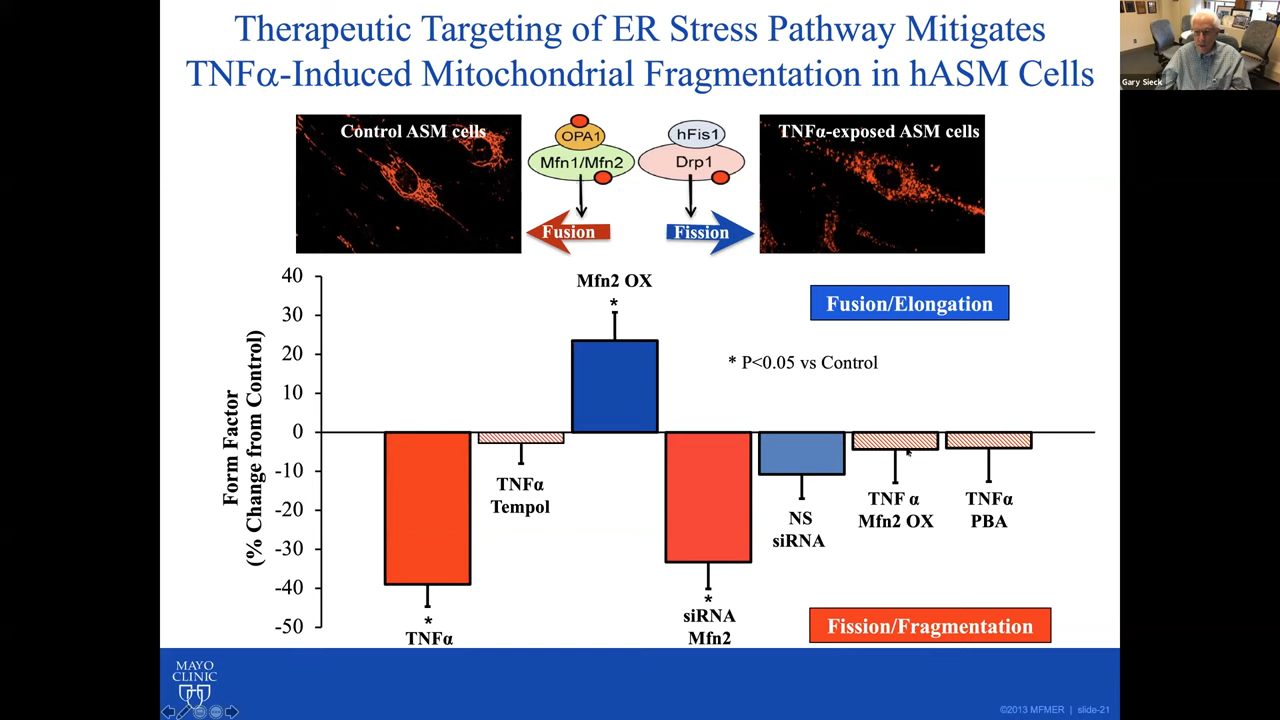 Therapeutic Targeting of ER Stress Pathway Mitigates
TNFα-Induced Mitochondrial Fragmentation in hASM Cells
Gary Sieck
Control ASM cells
OPA1
Mfn1/Mfn2
hFis1
Drp1
TNFα-exposed ASM cells
Fusion
Fission
Form Factor
(% Change from Control)
40
30
20
10
0
-10
-20
-30
-40
-50
Mfn2 OX
*
Fusion/Elongation
* P<0.05 vs Control
TNFα
Tempol
NS
siRNA
TNF α
Mfn2 OX
TNFα
PBA
*
TNFα
*
siRNA
Mfn2
Fission/Fragmentation
MAYO
CLINIC
©2013 MFMER | slide-21